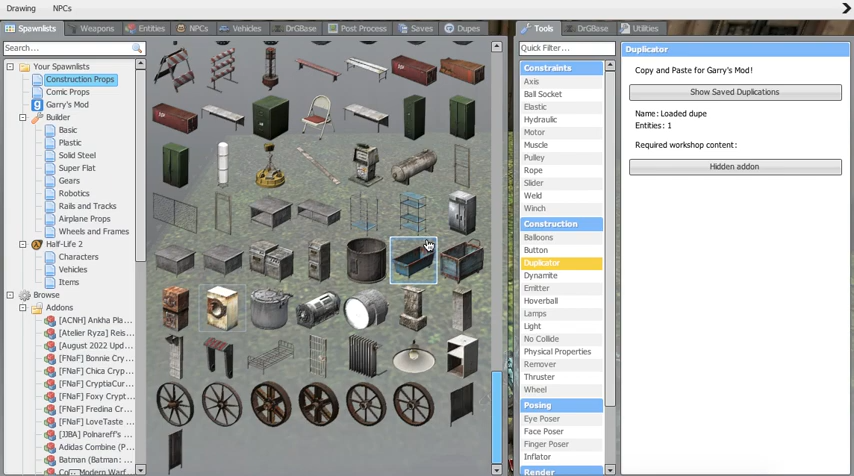 Drawing NPCs
Spawnlists Weapons Entities NPCs Vehicles DrGBase Post Process Saves Dupes
Search...
Your Spawnlists
Construction Props
Comic Props
Garry's Mod
Builder
Basic
Plastic
Solid Steel
Super Flat
Gears
Robotics
Rails and Tracks
Airplane Props
Wheels and Frames
Half-Life 2
Characters
Vehicles
Items
Browse
Addons
[ACNH] Ankha Pla...
[Atelier Ryza] Reis...
[August 2022 Upd...
[FNaF] Bonnie Cry...
[FNaF] Chica Cryp...
[FNaF] CryptiaCur...
[FNaF] Foxy Crypt...
[FNaF] Fredina Cr...
[FNaF] LoveTaste ...
[JJBA] Polnareff's ...
Adidas Combine (P...
Batman (Batman: ...
Tools DrGBase Utilities
Quick Filter...
Constraints
Axis
Ball Socket
Elastic
Hydraulic
Motor
Muscle
Pulley
Rope
Slider
Weld
Winch
Construction
Balloons
Button
Duplicator
Dynamite
Emitter
Hoverball
Lamps
Light
No Collide
Physical Properties
Remover
Thruster
Wheel
Posing
Eye Poser
Face Poser
Finger Poser
Inflator
Render
Duplicator
Copy and Paste for Garry's Mod!
Show Saved Duplications
Name: Loaded dupe
Entities: 1
Required workshop content:
Hidden addon